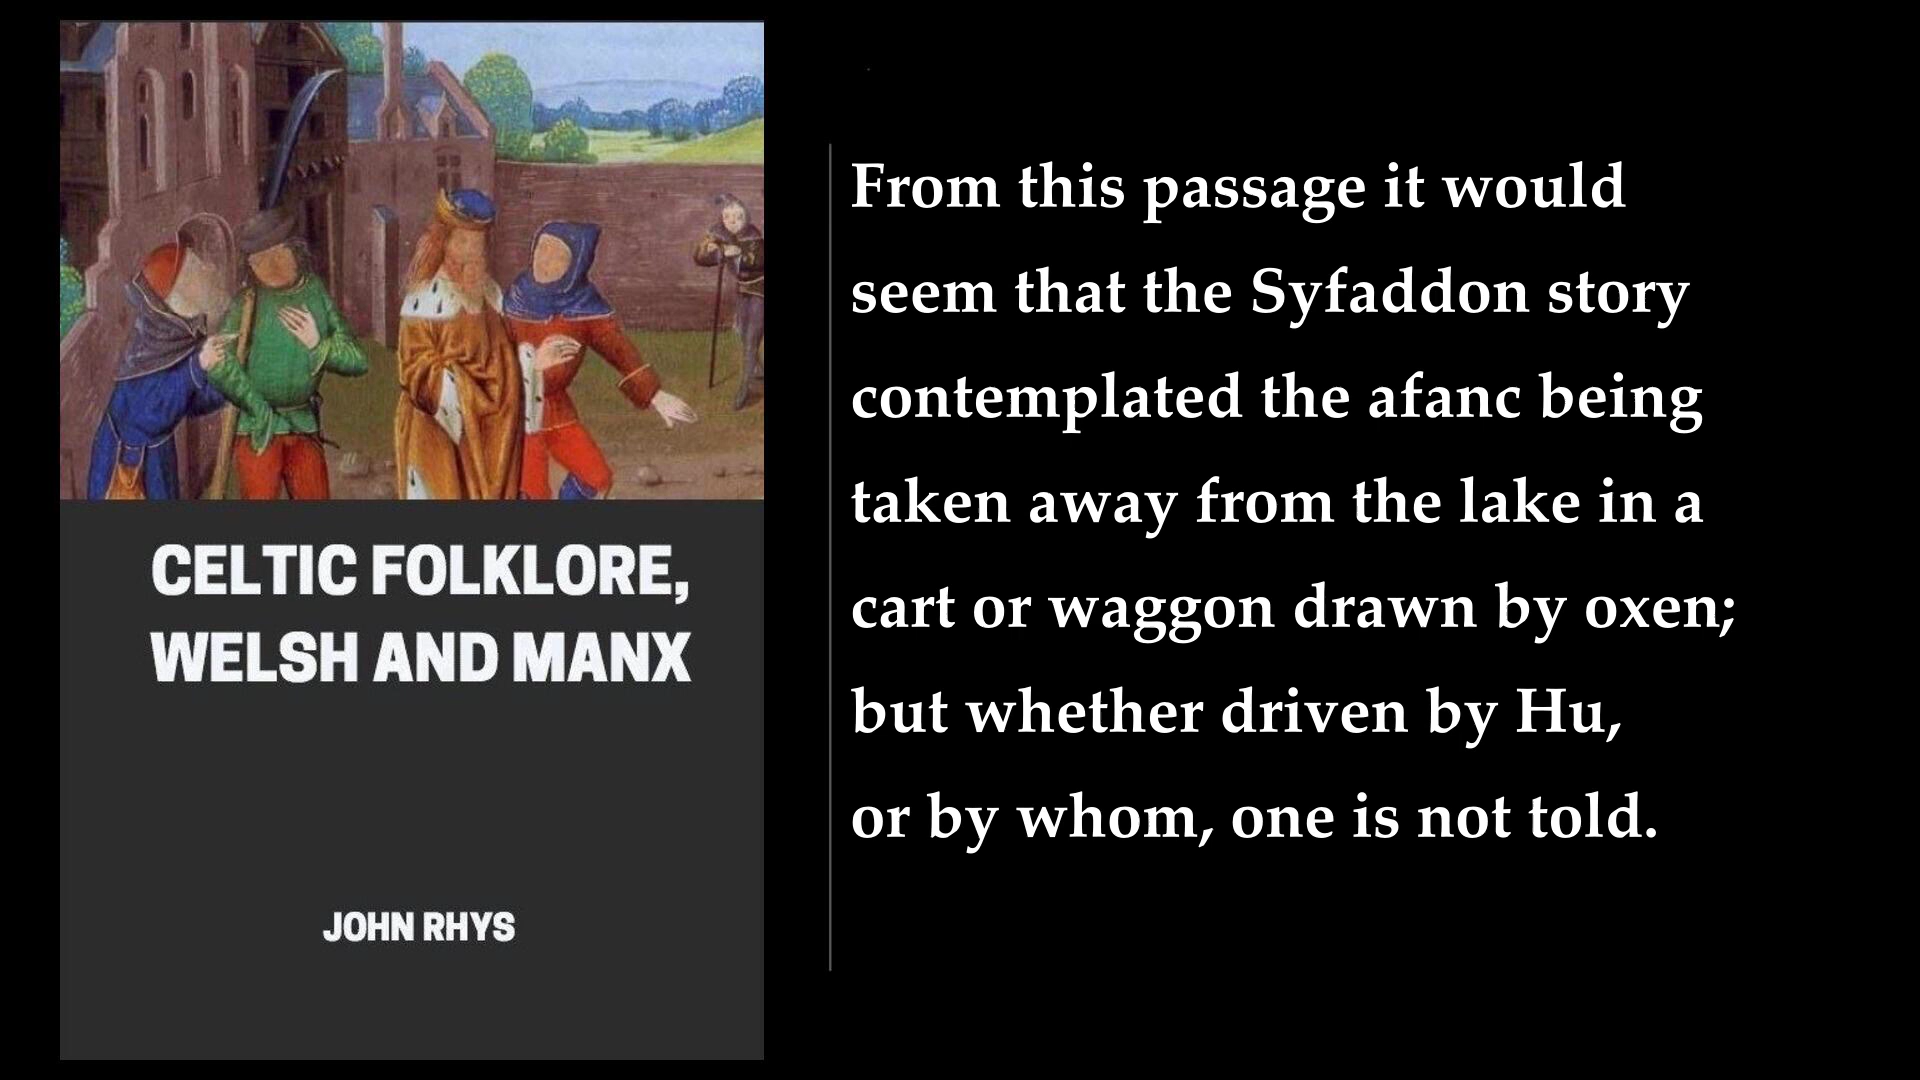 CELTIC FOLKLORE,
WELSH AND MANX
JOHN RHYS
From this passage it would
seem that the Syfaddon story
contemplated the afanc being
taken away from the lake in a
cart or waggon drawn by oxen;
but whether driven by Hu,
or by whom, one is not told.